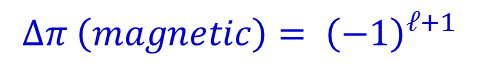 Δπ (magnetic) = (−1)^{ℓ+1}